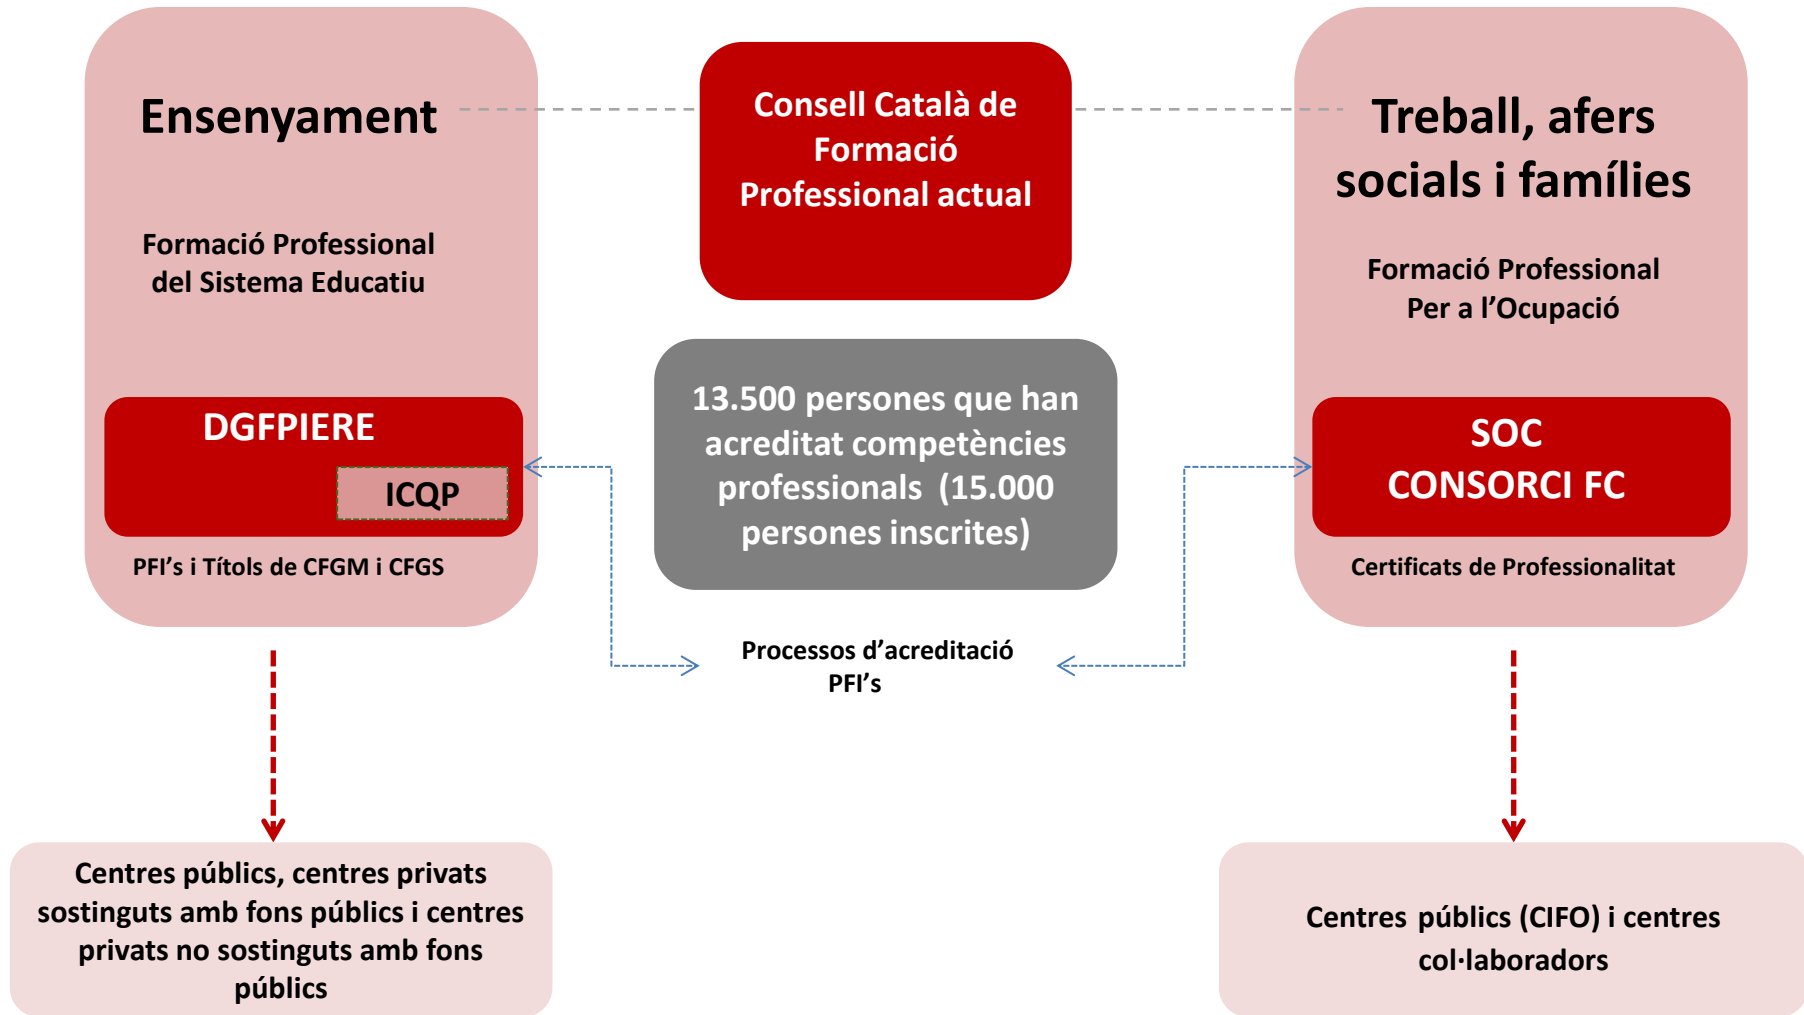 Ensenyament
Formació Professional
del Sistema Educatiu
DGFPIERE
ICQP
PFI's i Títols de CFGM i CFGS
Centres públics, centres privats
sostinguts amb fons públics i centres
privats no sostinguts amb fons
públics
Consell Català de
Formació
Professional actual
13.500 persones que han
acreditat competències
professionals (15.000
persones inscrites)
Processos d’acreditació
PFI’s
Treball, afers
socials i famílies
Formació Professional
Per a l’Ocupació
SOC
CONSORCI FC
Certificats de Professionalitat
Centres públics (CIFO) i centres
col·laboradors